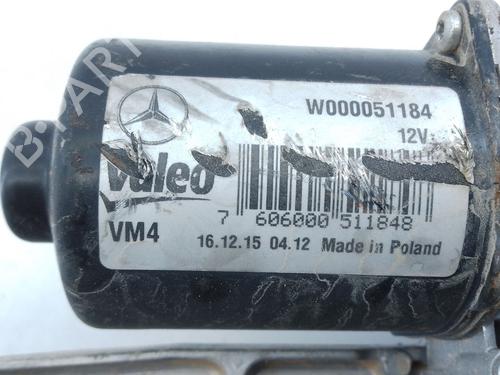 W000051184
12V
Valeo
7 606000 511848
VM4
16.12.15 04.12 Made in Poland